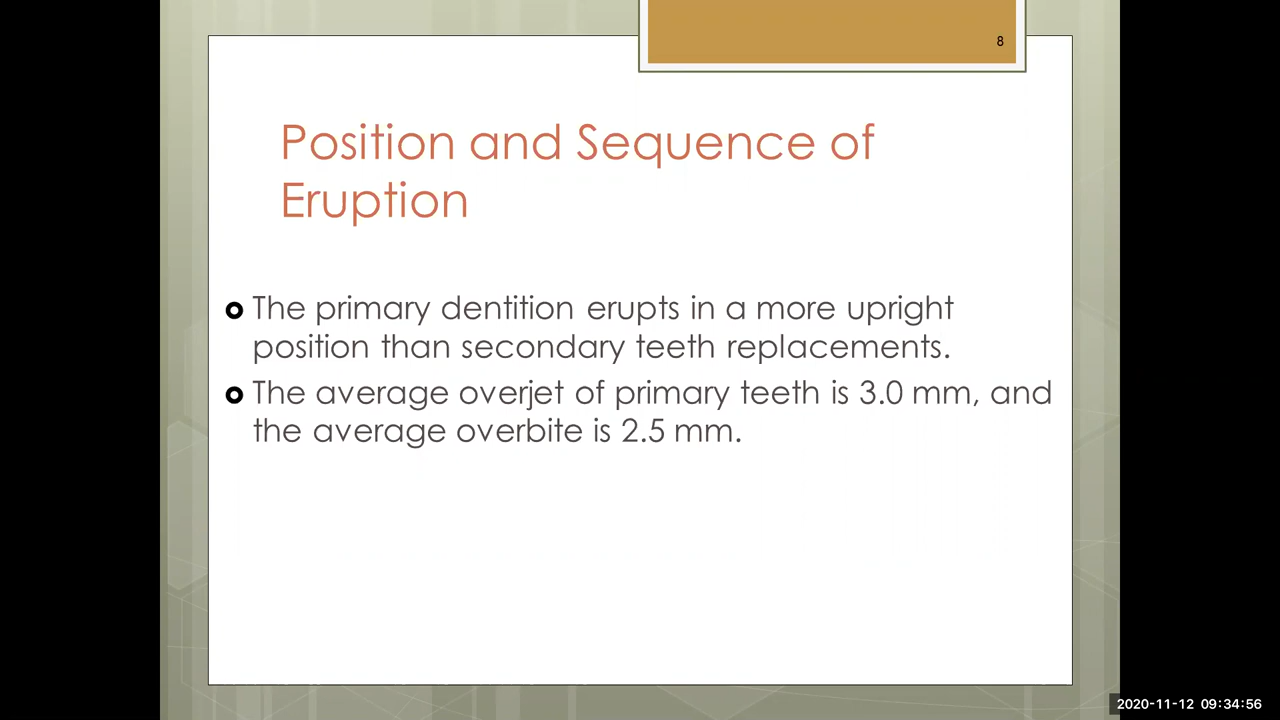 8
Position and Sequence of
Eruption
The primary dentition erupts in a more upright
position than secondary teeth replacements.
The average overjet of primary teeth is 3.0 mm, and
the average overbite is 2.5 mm.
2020-11-12 09:34:56